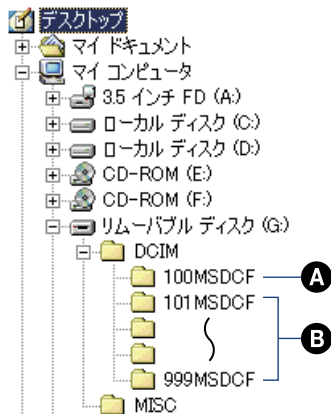 デスクトップ
マイ ドキュメント
マイ コンピュータ
3.5 インチ FD (A:)
ローカル ディスク (C:)
ローカル ディスク (D:)
CD-ROM (E:)
CD-ROM (F:)
リムーバブル ディスク (G:)
DCIM
100MSDCF A
101MSDCF
B
999MSDCF
MISC